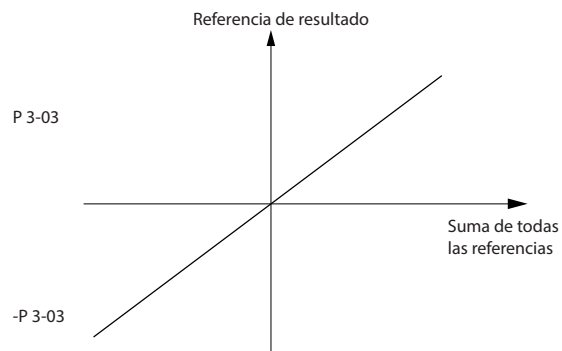 Referencia de resultado
P 3-03
Suma de todas
las referencias
-P 3-03